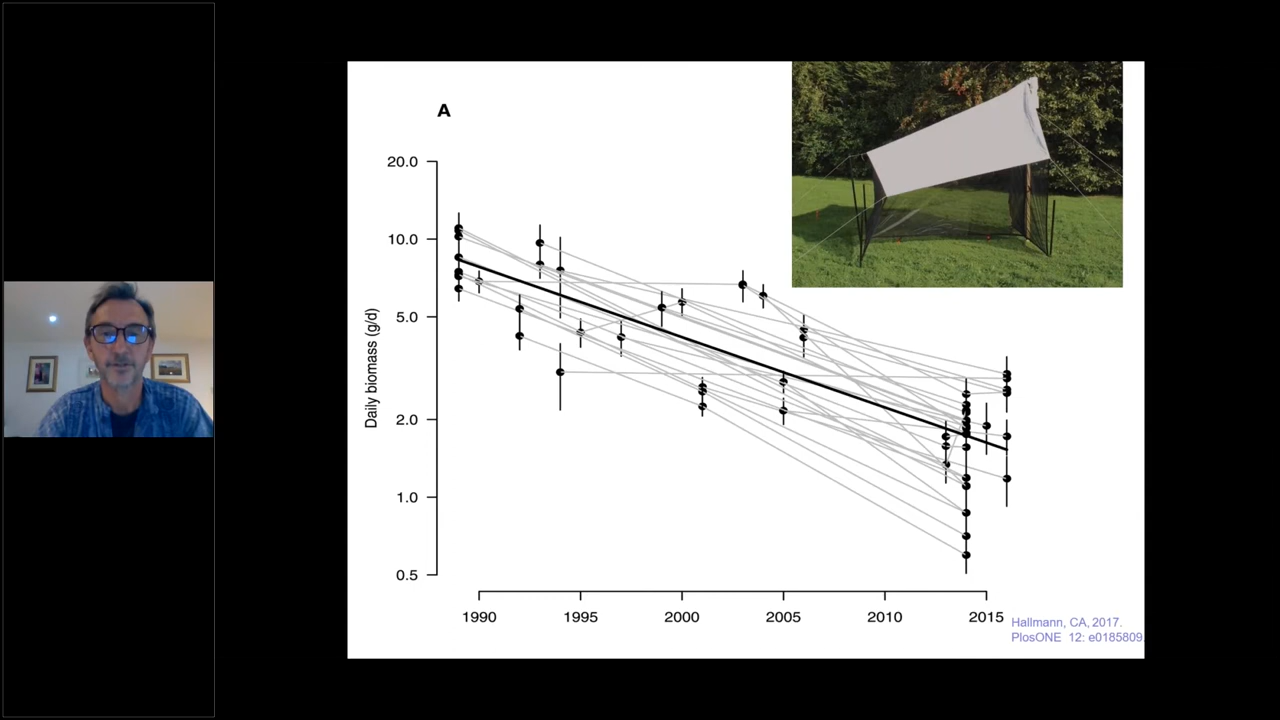 A
20.0
10.0
5.0
2.0
1.0
0.5
Daily biomass (g/d)
1990 1995 2000 2005 2010 2015
Hallmann, CA, 2017.
PlosONE 12: e0185809.